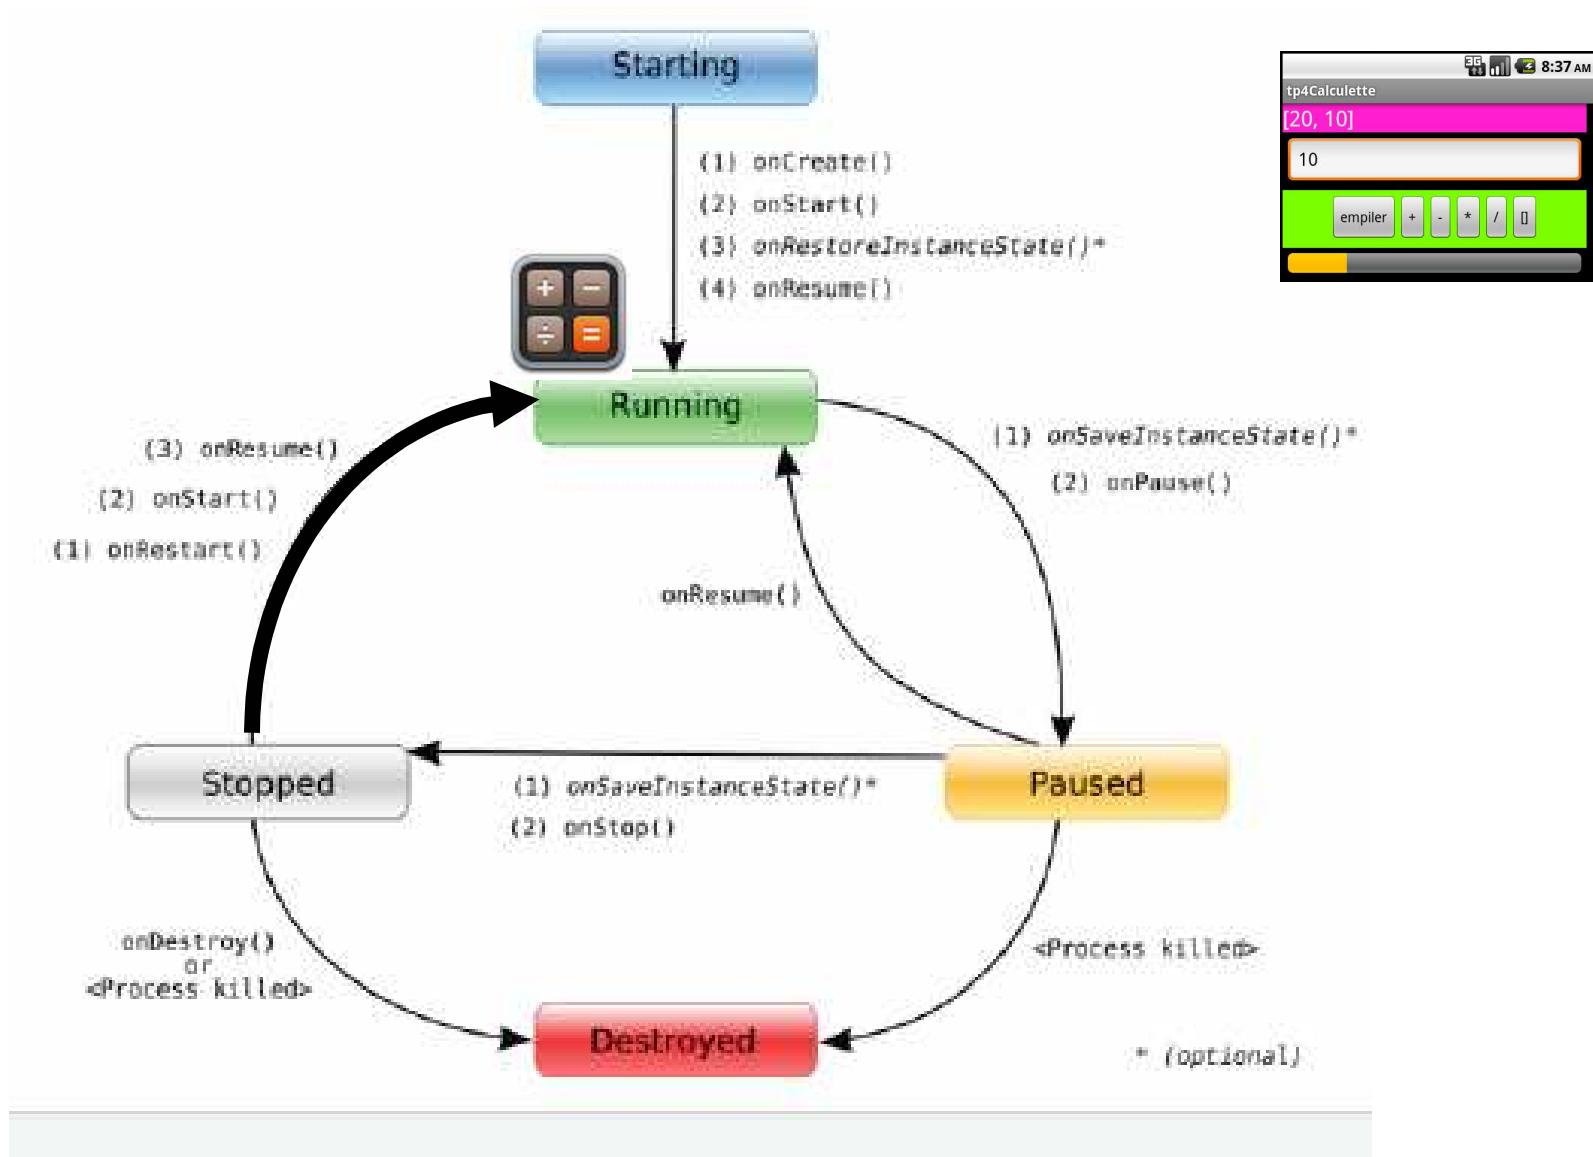 Starting
8:37 AM
tp4Calculette
[20, 10]
10
empiler + - * / []
(1) onCreate()
(2) onStart()
(3) onRestoreInstanceState()*
(4) onResume()
+ −
÷ =
Running
(1) onSaveInstanceState()*
(2) onPause()
(3) onResume()
(2) onStart()
(1) onRestart()
onResume()
Stopped
Paused
(1) onSaveInstanceState()*
(2) onStop()
onDestroy()
or
<Process killed>
<Process killed>
Destroyed
* (optional)